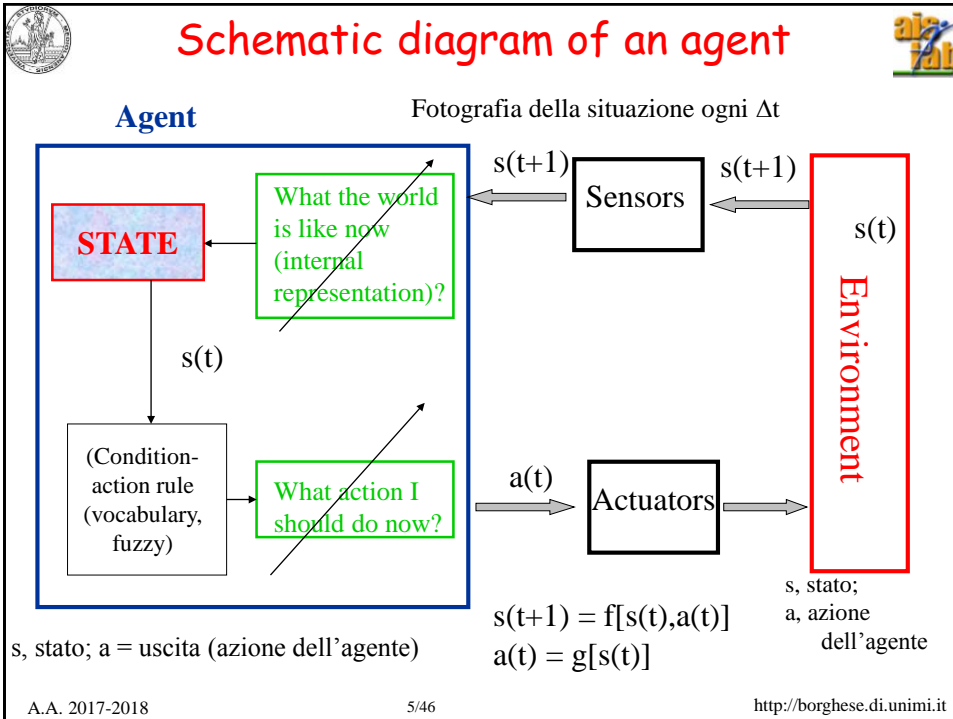 Schematic diagram of an agent
Agent
Fotografia della situazione ogni Δt
What the world
is like now
(internal
representation)?
STATE
s(t)
(Condition-
action rule
(vocabulary,
fuzzy)
What action I
should do now?
s(t+1)
Sensors
s(t+1)
s(t)
Environment
a(t)
Actuators
s(t+1) = f[s(t),a(t)]
a(t) = g[s(t)]
s, stato;
a, azione
dell’agente
s, stato; a = uscita (azione dell’agente)
A.A. 2017-2018
5/46
http://borghese.di.unimi.it